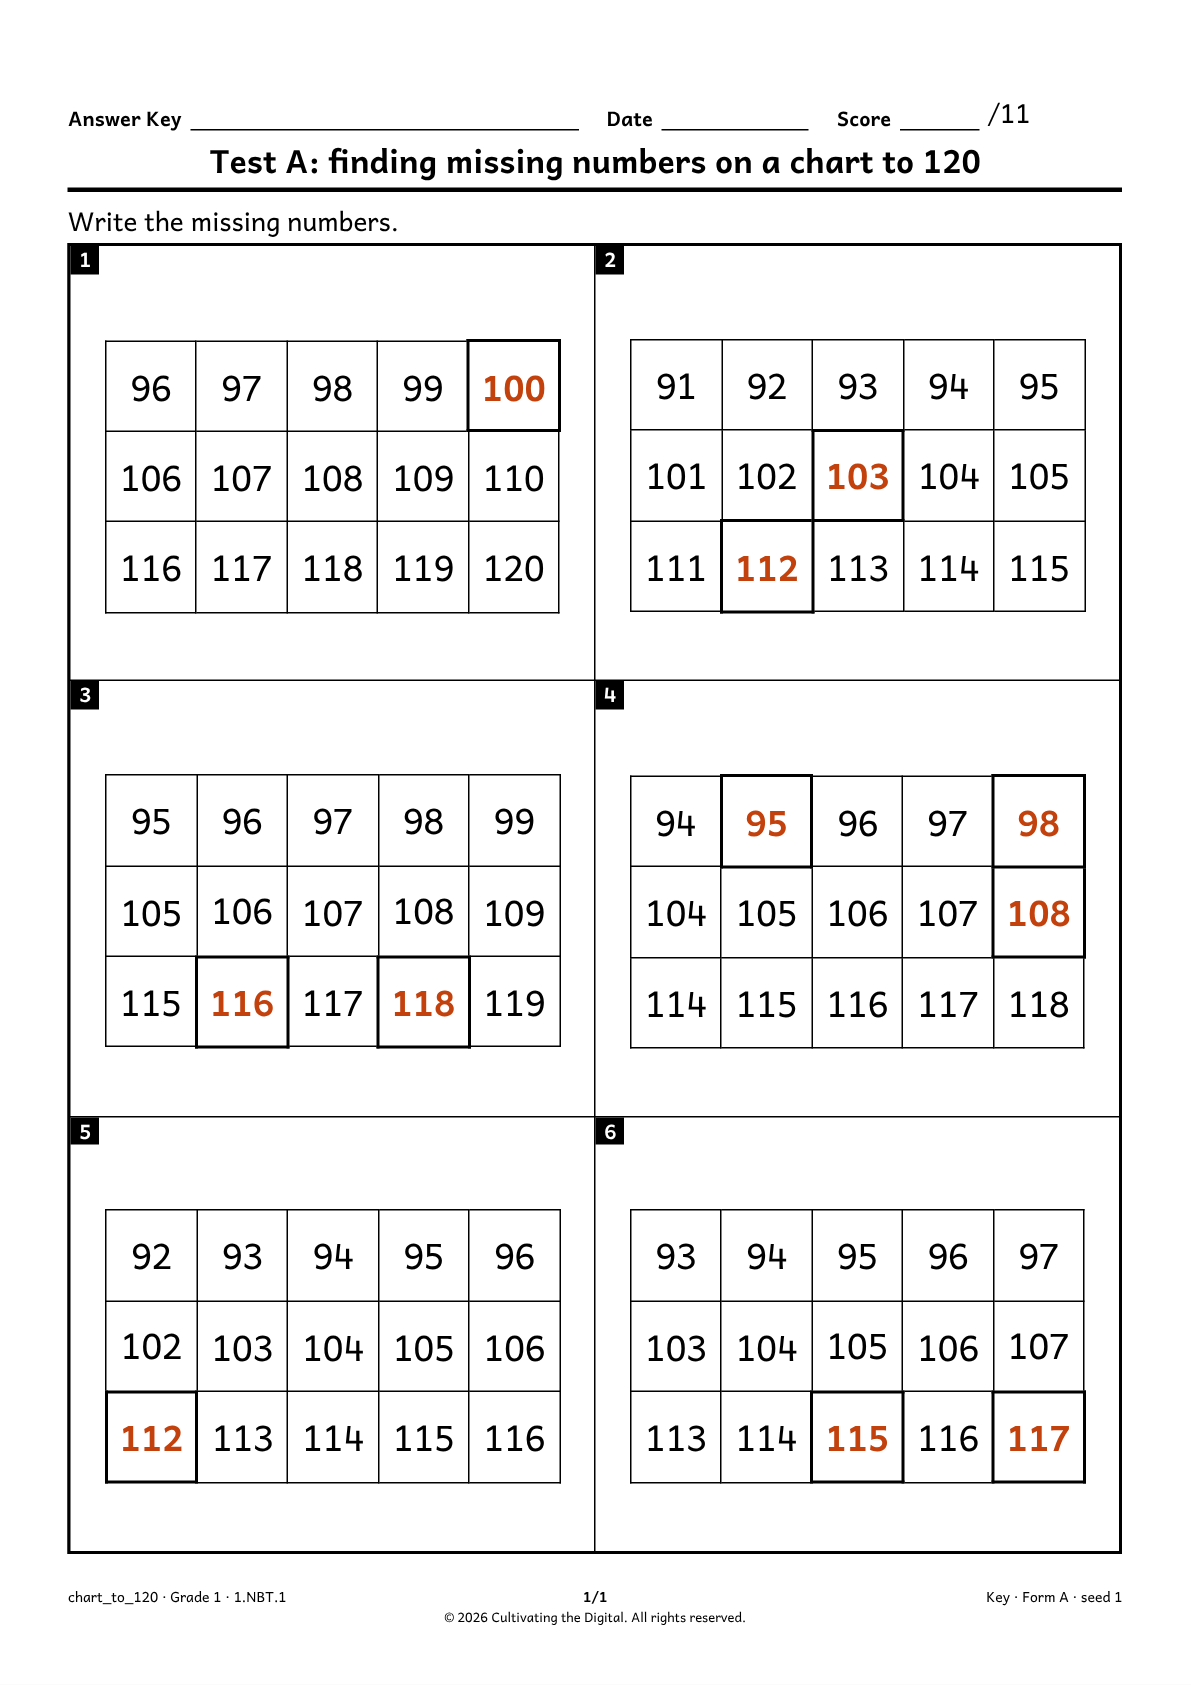 Answer Key Date Score /11
Test A: finding missing numbers on a chart to 120
Write the missing numbers.
1
96 97 98 99 100
106 107 108 109 110
116 117 118 119 120
2
91 92 93 94 95
101 102 103 104 105
111 112 113 114 115
3
95 96 97 98 99
105 106 107 108 109
115 116 117 118 119
4
94 95 96 97 98
104 105 106 107 108
114 115 116 117 118
5
92 93 94 95 96
102 103 104 105 106
112 113 114 115 116
6
93 94 95 96 97
103 104 105 106 107
113 114 115 116 117
chart_to_120 · Grade 1 · 1.NBT.1 1/1 Key · Form A · seed 1
© 2026 Cultivating the Digital. All rights reserved.